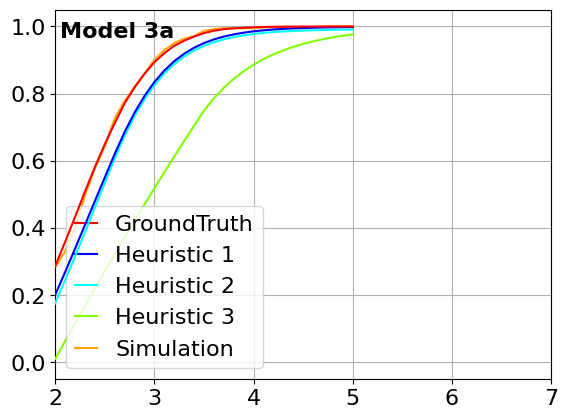 Model 3a
1.0
0.8
0.6
0.4
0.2
0.0
GroundTruth
Heuristic 1
Heuristic 2
Heuristic 3
Simulation
2 3 4 5 6 7